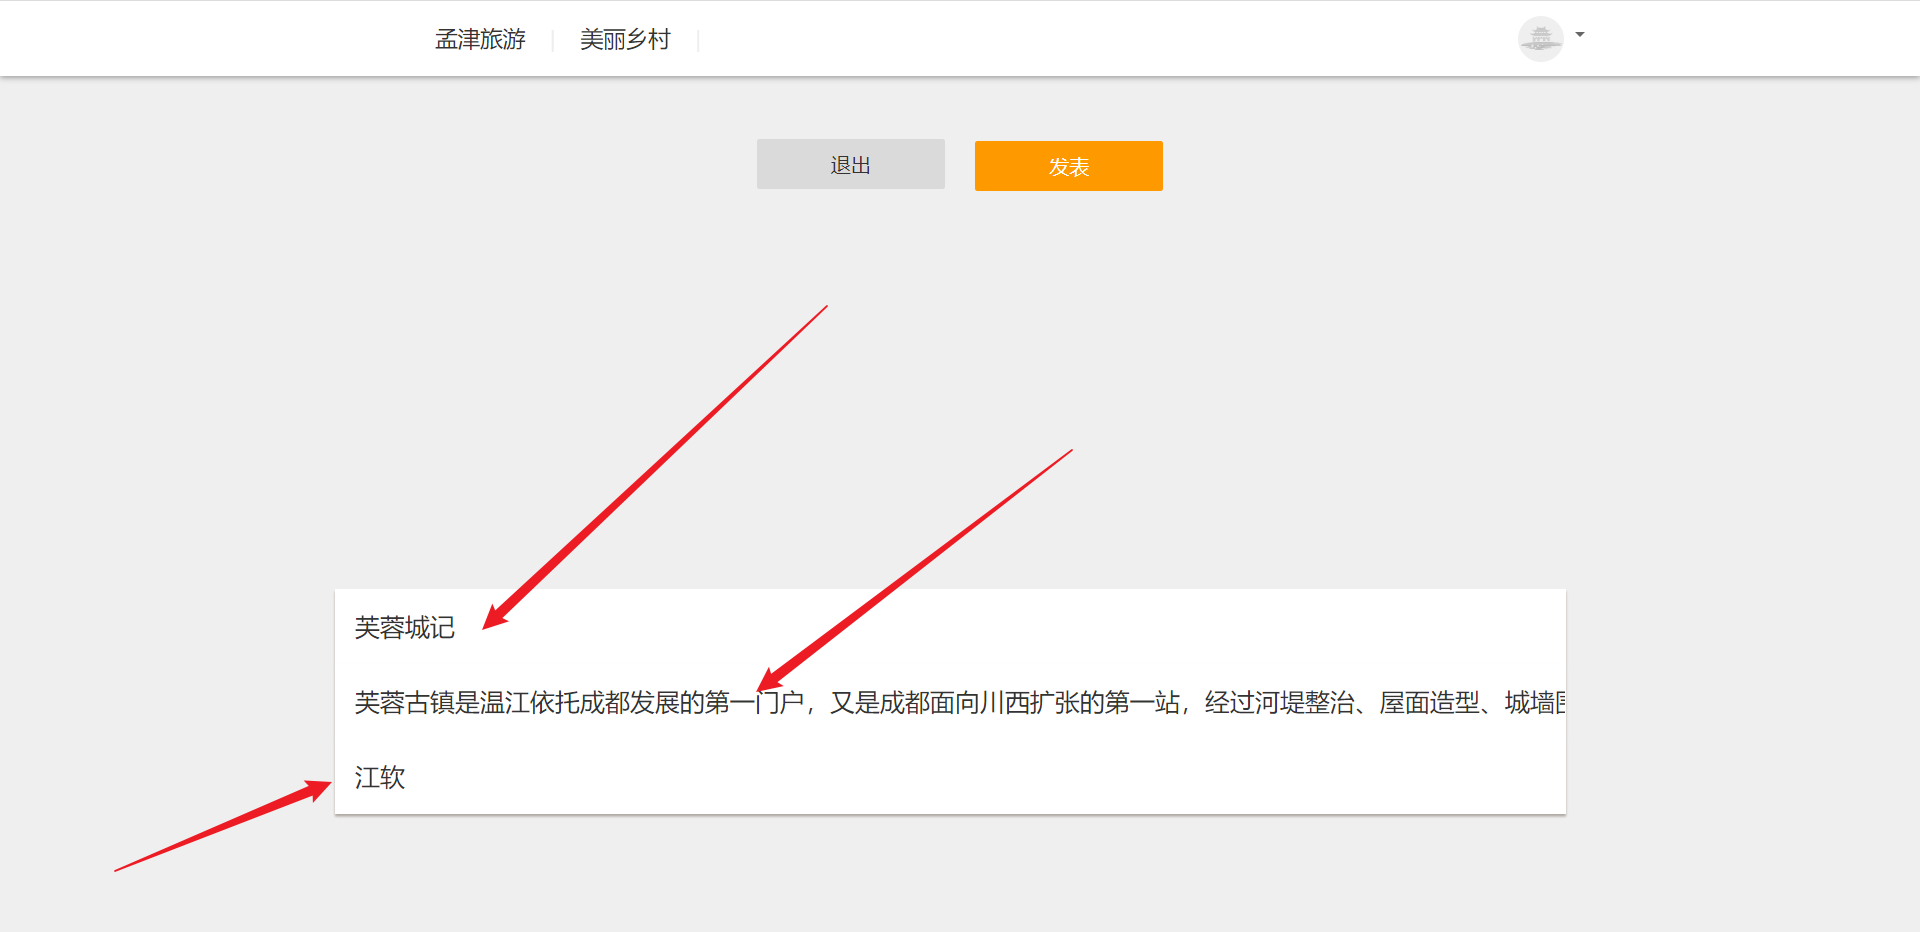 孟津旅游 美丽乡村
退出 发表
芙蓉城记
芙蓉古镇是温江依托成都发展的第一门户，又是成都面向川西扩张的第一站，经过河堤整治、屋面造型、城墙
江软